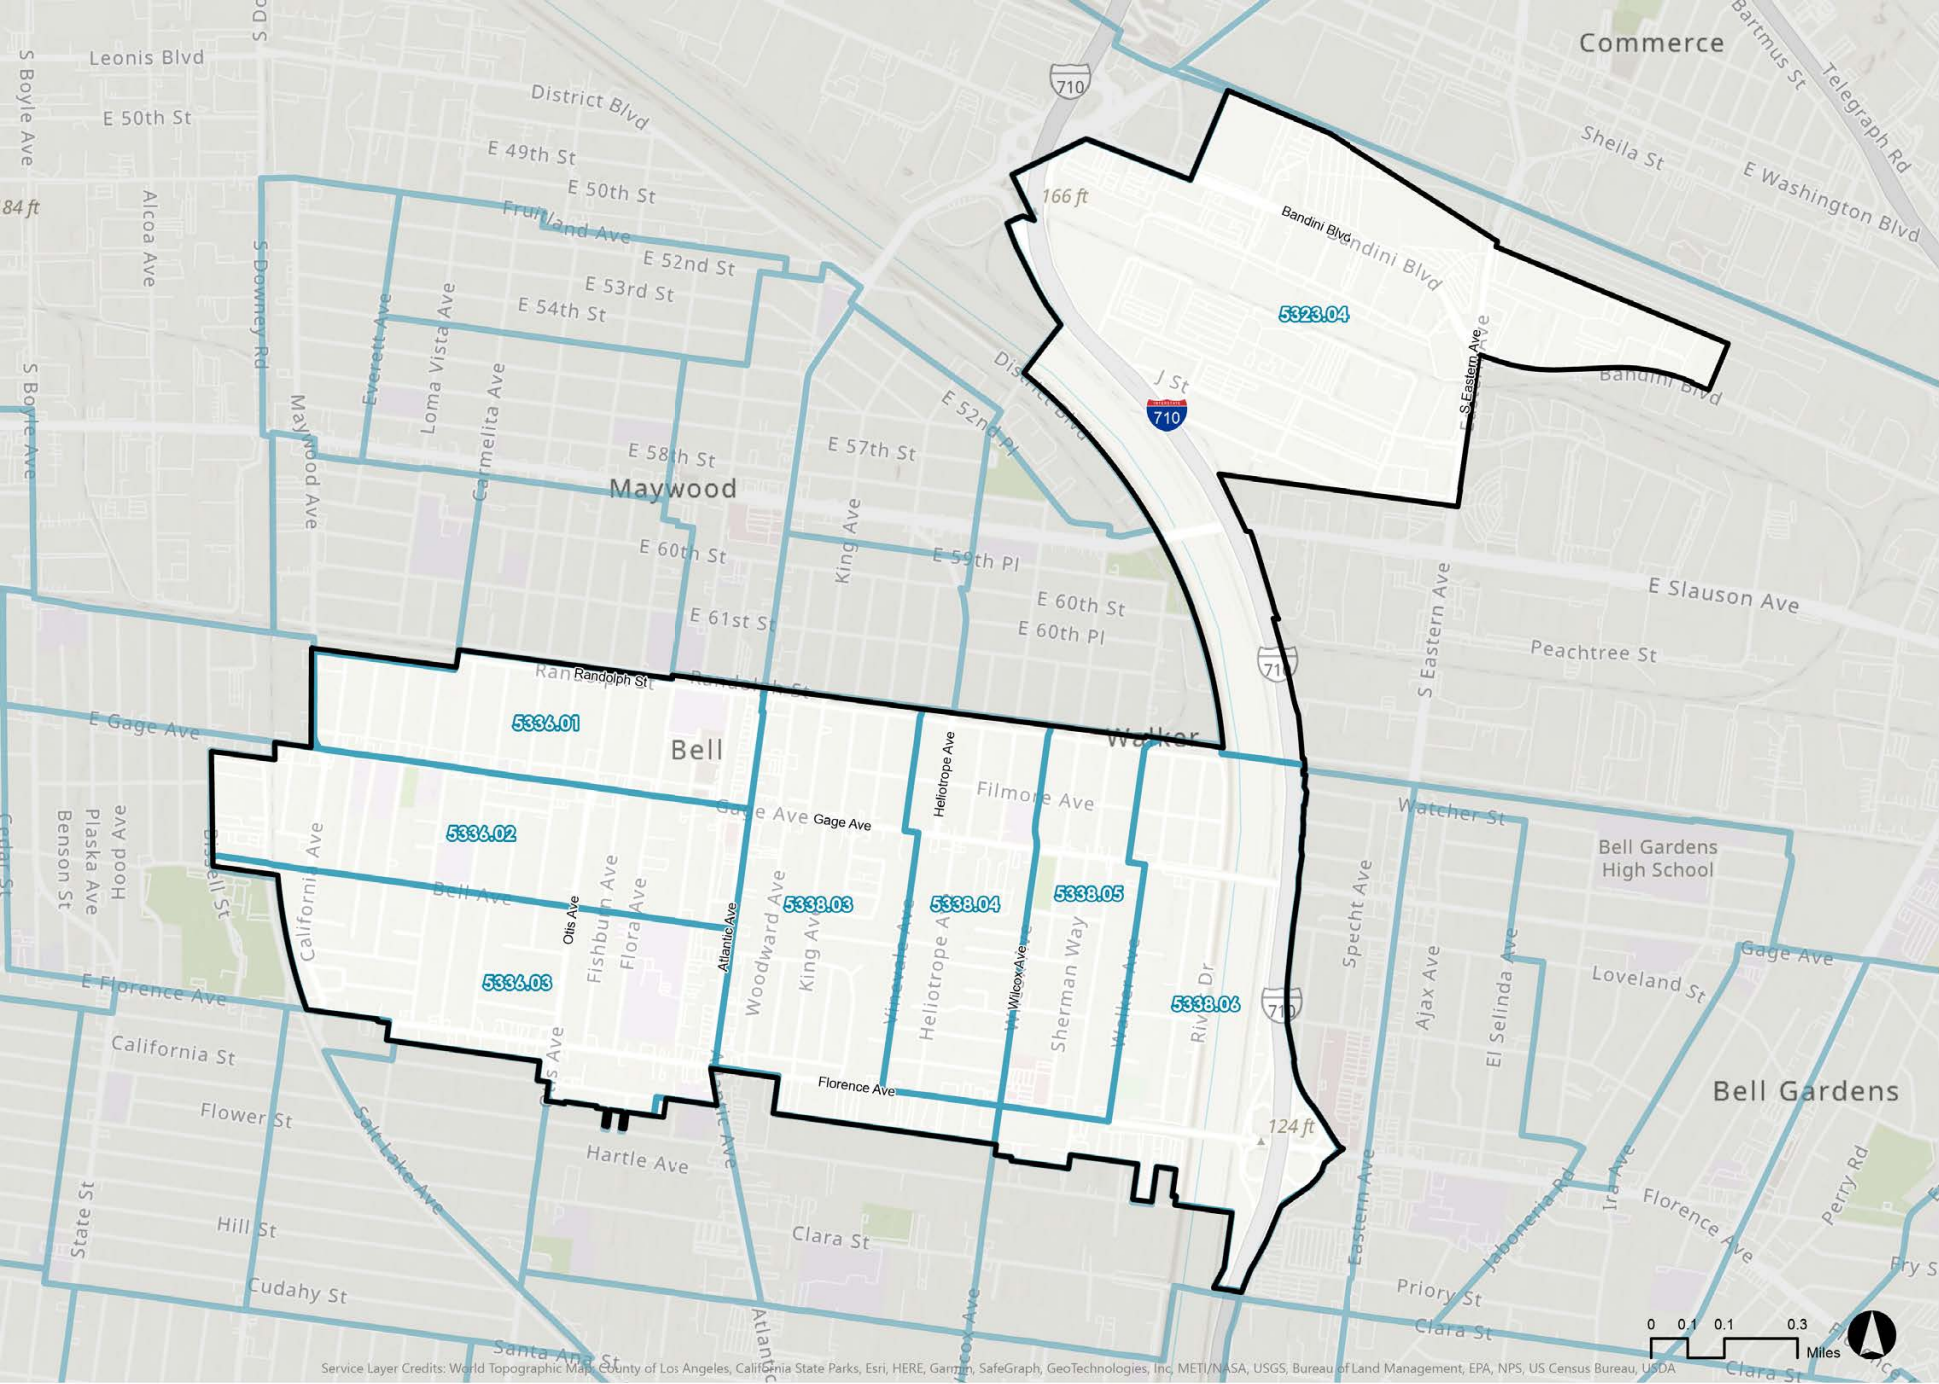 Commerce
Leonis Blvd
S Boyle Ave
E 50th St
District Blvd
710
Bartmus St
Telegraph Rd
Sheila St
E Washington Blvd
E 49th St
E 50th St
Fruitland Ave
166 ft
84 ft
Alcoa Ave
S Downey Rd
E 52nd St
E 53rd St
E 54th St
Bandini Blvd
Bandini Blvd
5323.04
Everett Ave
Loma Vista Ave
Carmelita Ave
S Boyle Ave
Maywood Ave
District Blvd
J St
710
S Eastern Ave
Bandini Blvd
E 52nd Pl
E 57th St
E 58th St
Maywood
King Ave
E 60th St
E 59th Pl
E 60th St
E 60th Pl
E 61st St
E Slauson Ave
S Eastern Ave
Peachtree St
710
Randolph St
Randolph St
Randolph St
5336.01
Bell
Walker
E Gage Ave
Heliotrope Ave
Filmore Ave
Gage Ave
Gage Ave
Watcher St
Bell Gardens
High School
5336.02
Benson St
Plaska Ave
Hood Ave
Bissell St
California Ave
Bell Ave
Otis Ave
Fishburn Ave
Flora Ave
Atlantic Ave
Woodward Ave
King Ave
5338.03
Vinevale Ave
5338.04
Heliotrope Ave
Wilcox Ave
5338.05
Sherman Way
Walker Ave
5338.06
River Dr
710
Specht Ave
Ajax Ave
El Selinda Ave
Gage Ave
Loveland St
5336.03
E Florence Ave
California St
Florence Ave
Bell Gardens
Flower St
Salt Lake Ave
Hartle Ave
124 ft
Eastern Ave
Jaboneria Rd
Ira Ave
Florence Ave
Perry Rd
State St
Hill St
Clara St
Cudahy St
Priory St
Clara St
Santa Ana St
Fry S
Clara St
0 0.1 0.1 0.3
Miles
Service Layer Credits: World Topographic Map: County of Los Angeles, California State Parks, Esri, HERE, Garmin, SafeGraph, GeoTechnologies, Inc, METI/NASA, USGS, Bureau of Land Management, EPA, NPS, US Census Bureau, USDA